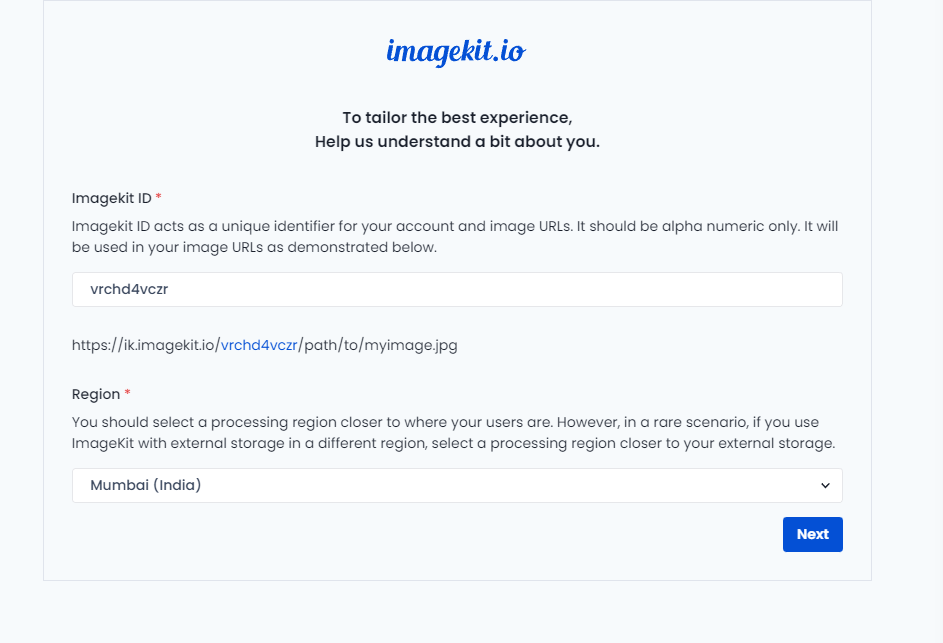 imagekit.io
To tailor the best experience,
Help us understand a bit about you.
Imagekit ID *
Imagekit ID acts as a unique identifier for your account and image URLs. It should be alpha numeric only. It will
be used in your image URLs as demonstrated below.
vrchd4vczr
https://ik.imagekit.io/vrchd4vczr/path/to/myimage.jpg
Region *
You should select a processing region closer to where your users are. However, in a rare scenario, if you use
ImageKit with external storage in a different region, select a processing region closer to your external storage.
Mumbai (India)
Next